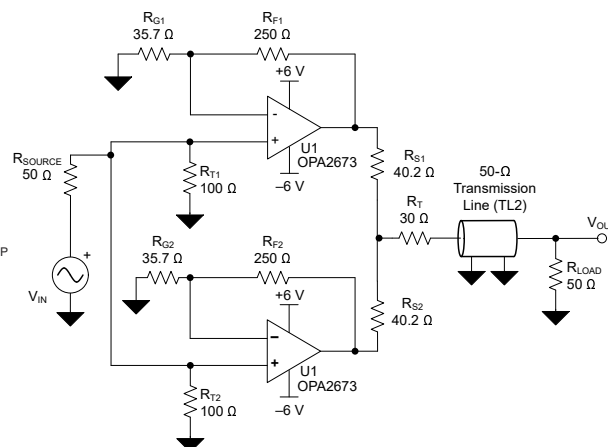 RG1
35.7 Ω
RF1
250 Ω
+6 V
-
+
U1
OPA2673
–6 V
RSOURCE
50 Ω
RT1
100 Ω
RS1
40.2 Ω
50-Ω
Transmission
Line (TL2)
RT
30 Ω
VOU
RLOAD
50 Ω
P
+
VIN
RG2
35.7 Ω
RF2
250 Ω
+6 V
–
+
U1
OPA2673
–6 V
RS2
40.2 Ω
RT2
100 Ω